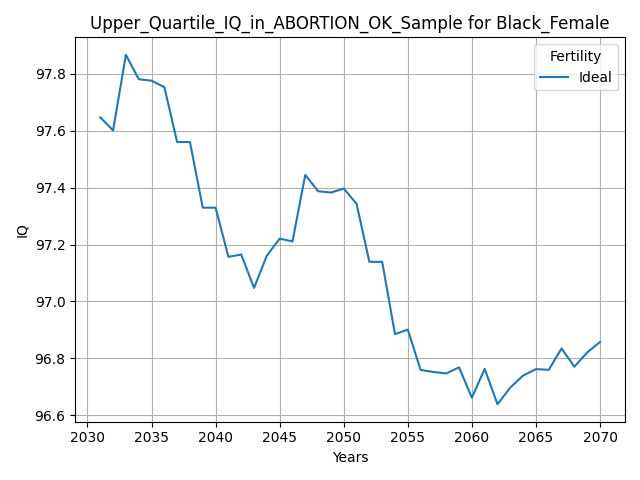 Upper_Quartile_IQ_in_ABORTION_OK_Sample for Black_Female
Fertility
Ideal
97.8
97.6
97.4
97.2
97.0
96.8
96.6
IQ
2030 2035 2040 2045 2050 2055 2060 2065 2070
Years